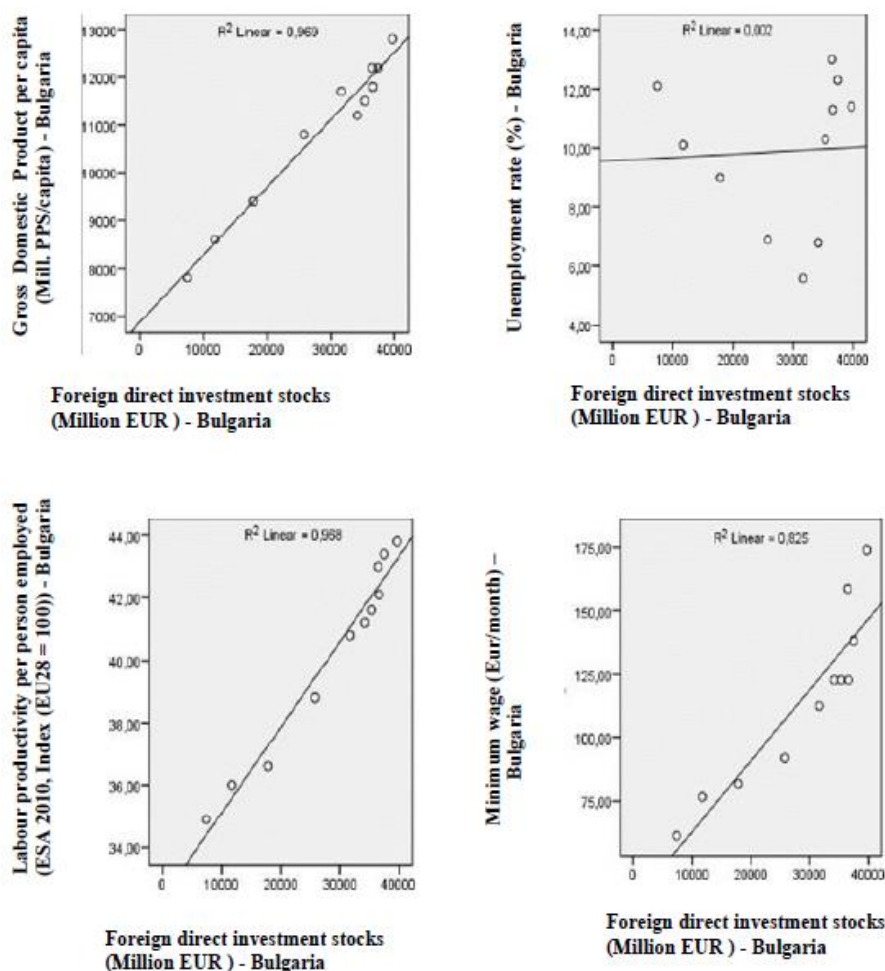 Gross Domestic Product per capita
(Mill. PPS/capita) - Bulgaria
R² Linear = 0,969
13000
12000
11000
10000
9000
8000
7000
0 10000 20000 30000 40000
Foreign direct investment stocks
(Million EUR ) - Bulgaria
Unemployment rate (%) - Bulgaria
R² Linear = 0,002
14,00
12,00
10,00
8,00
6,00
4,00
0 10000 20000 30000 40000
Foreign direct investment stocks
(Million EUR ) - Bulgaria
Labour productivity per person employed
(ESA 2010, Index (EU28 = 100)) - Bulgaria
R² Linear = 0,968
44,00
42,00
40,00
38,00
36,00
34,00
0 10000 20000 30000 40000
Foreign direct investment stocks
(Million EUR ) - Bulgaria
Minimum wage (Eur/month) –
Bulgaria
R² Linear = 0,825
175,00
150,00
125,00
100,00
75,00
0 10000 20000 30000 40000
Foreign direct investment stocks
(Million EUR ) - Bulgaria